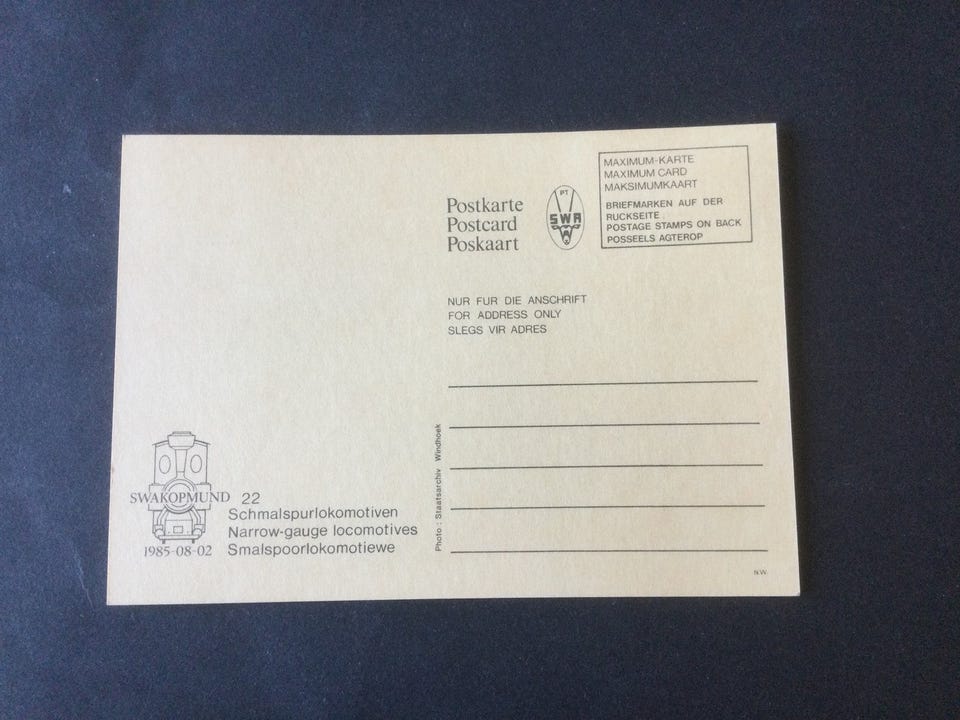 Postkarte
Postcard
Poskaart
PT
SWA
MAXIMUM-KARTE
MAXIMUM CARD
MAKSIMUMKAART
BRIEFMARKEN AUF DER
RUCKSEITE
POSTAGE STAMPS ON BACK
POSSEELS AGTEROP
NUR FUR DIE ANSCHRIFT
FOR ADDRESS ONLY
SLEGS VIR ADRES
Photo : Staatsarchiv Windhoek
SWAKOPMUND
1985-08-02
22
Schmalspurlokomotiven
Narrow-gauge locomotives
Smalspoorlokomotiewe
N.W.